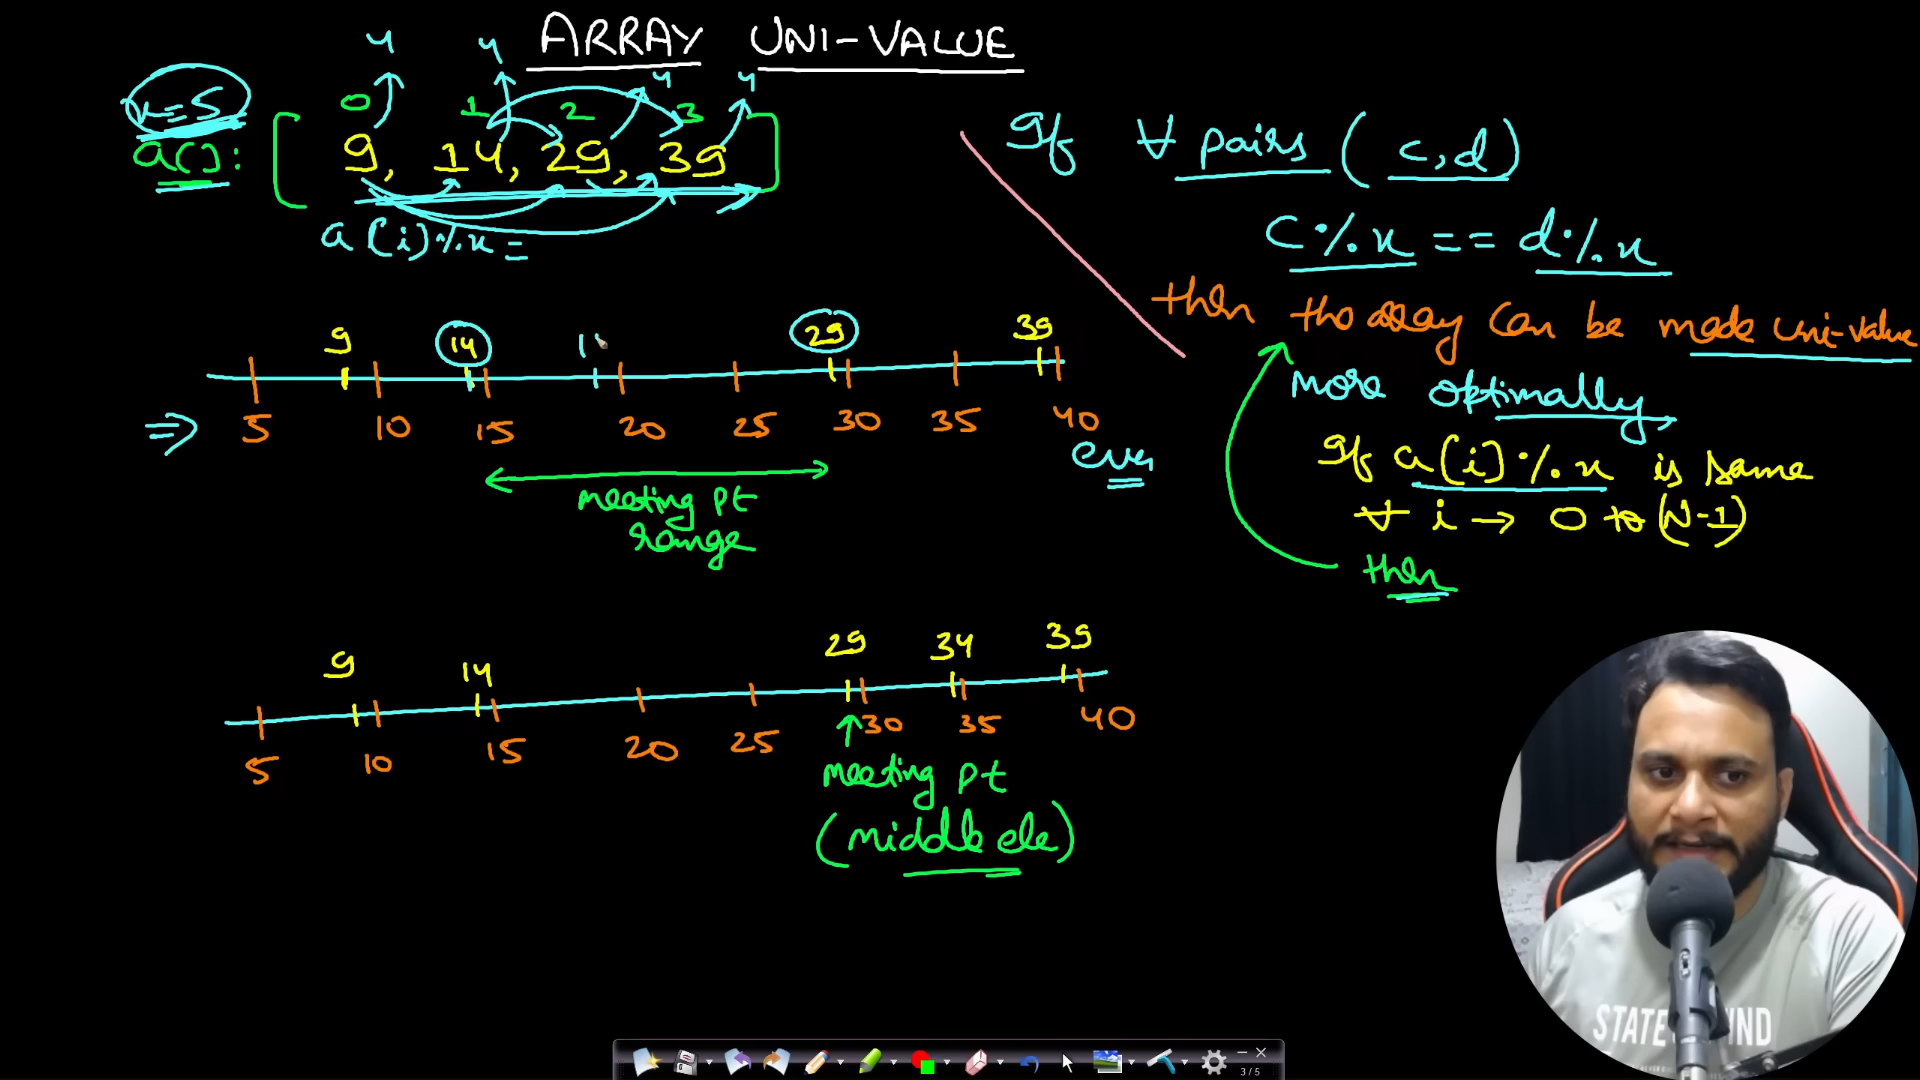 ARRAY UNI-VALUE
4 4 4 4
x=5
0 1 2 3
a[]: [ 9, 14, 29, 39 ]
a[i]%x=
If ∀ pairs (c,d)
c%x == d%x
then the array can be made uni-value
more optimally,
If a[i]%x is same
∀ i → 0 to (N-1)
then
9 14 1 29 39
⇒ 5 10 15 20 25 30 35 40
even
meeting pt
range
9 14 29 34 39
5 10 15 20 25 30 35 40
meeting pt
(middle ele)
3/5